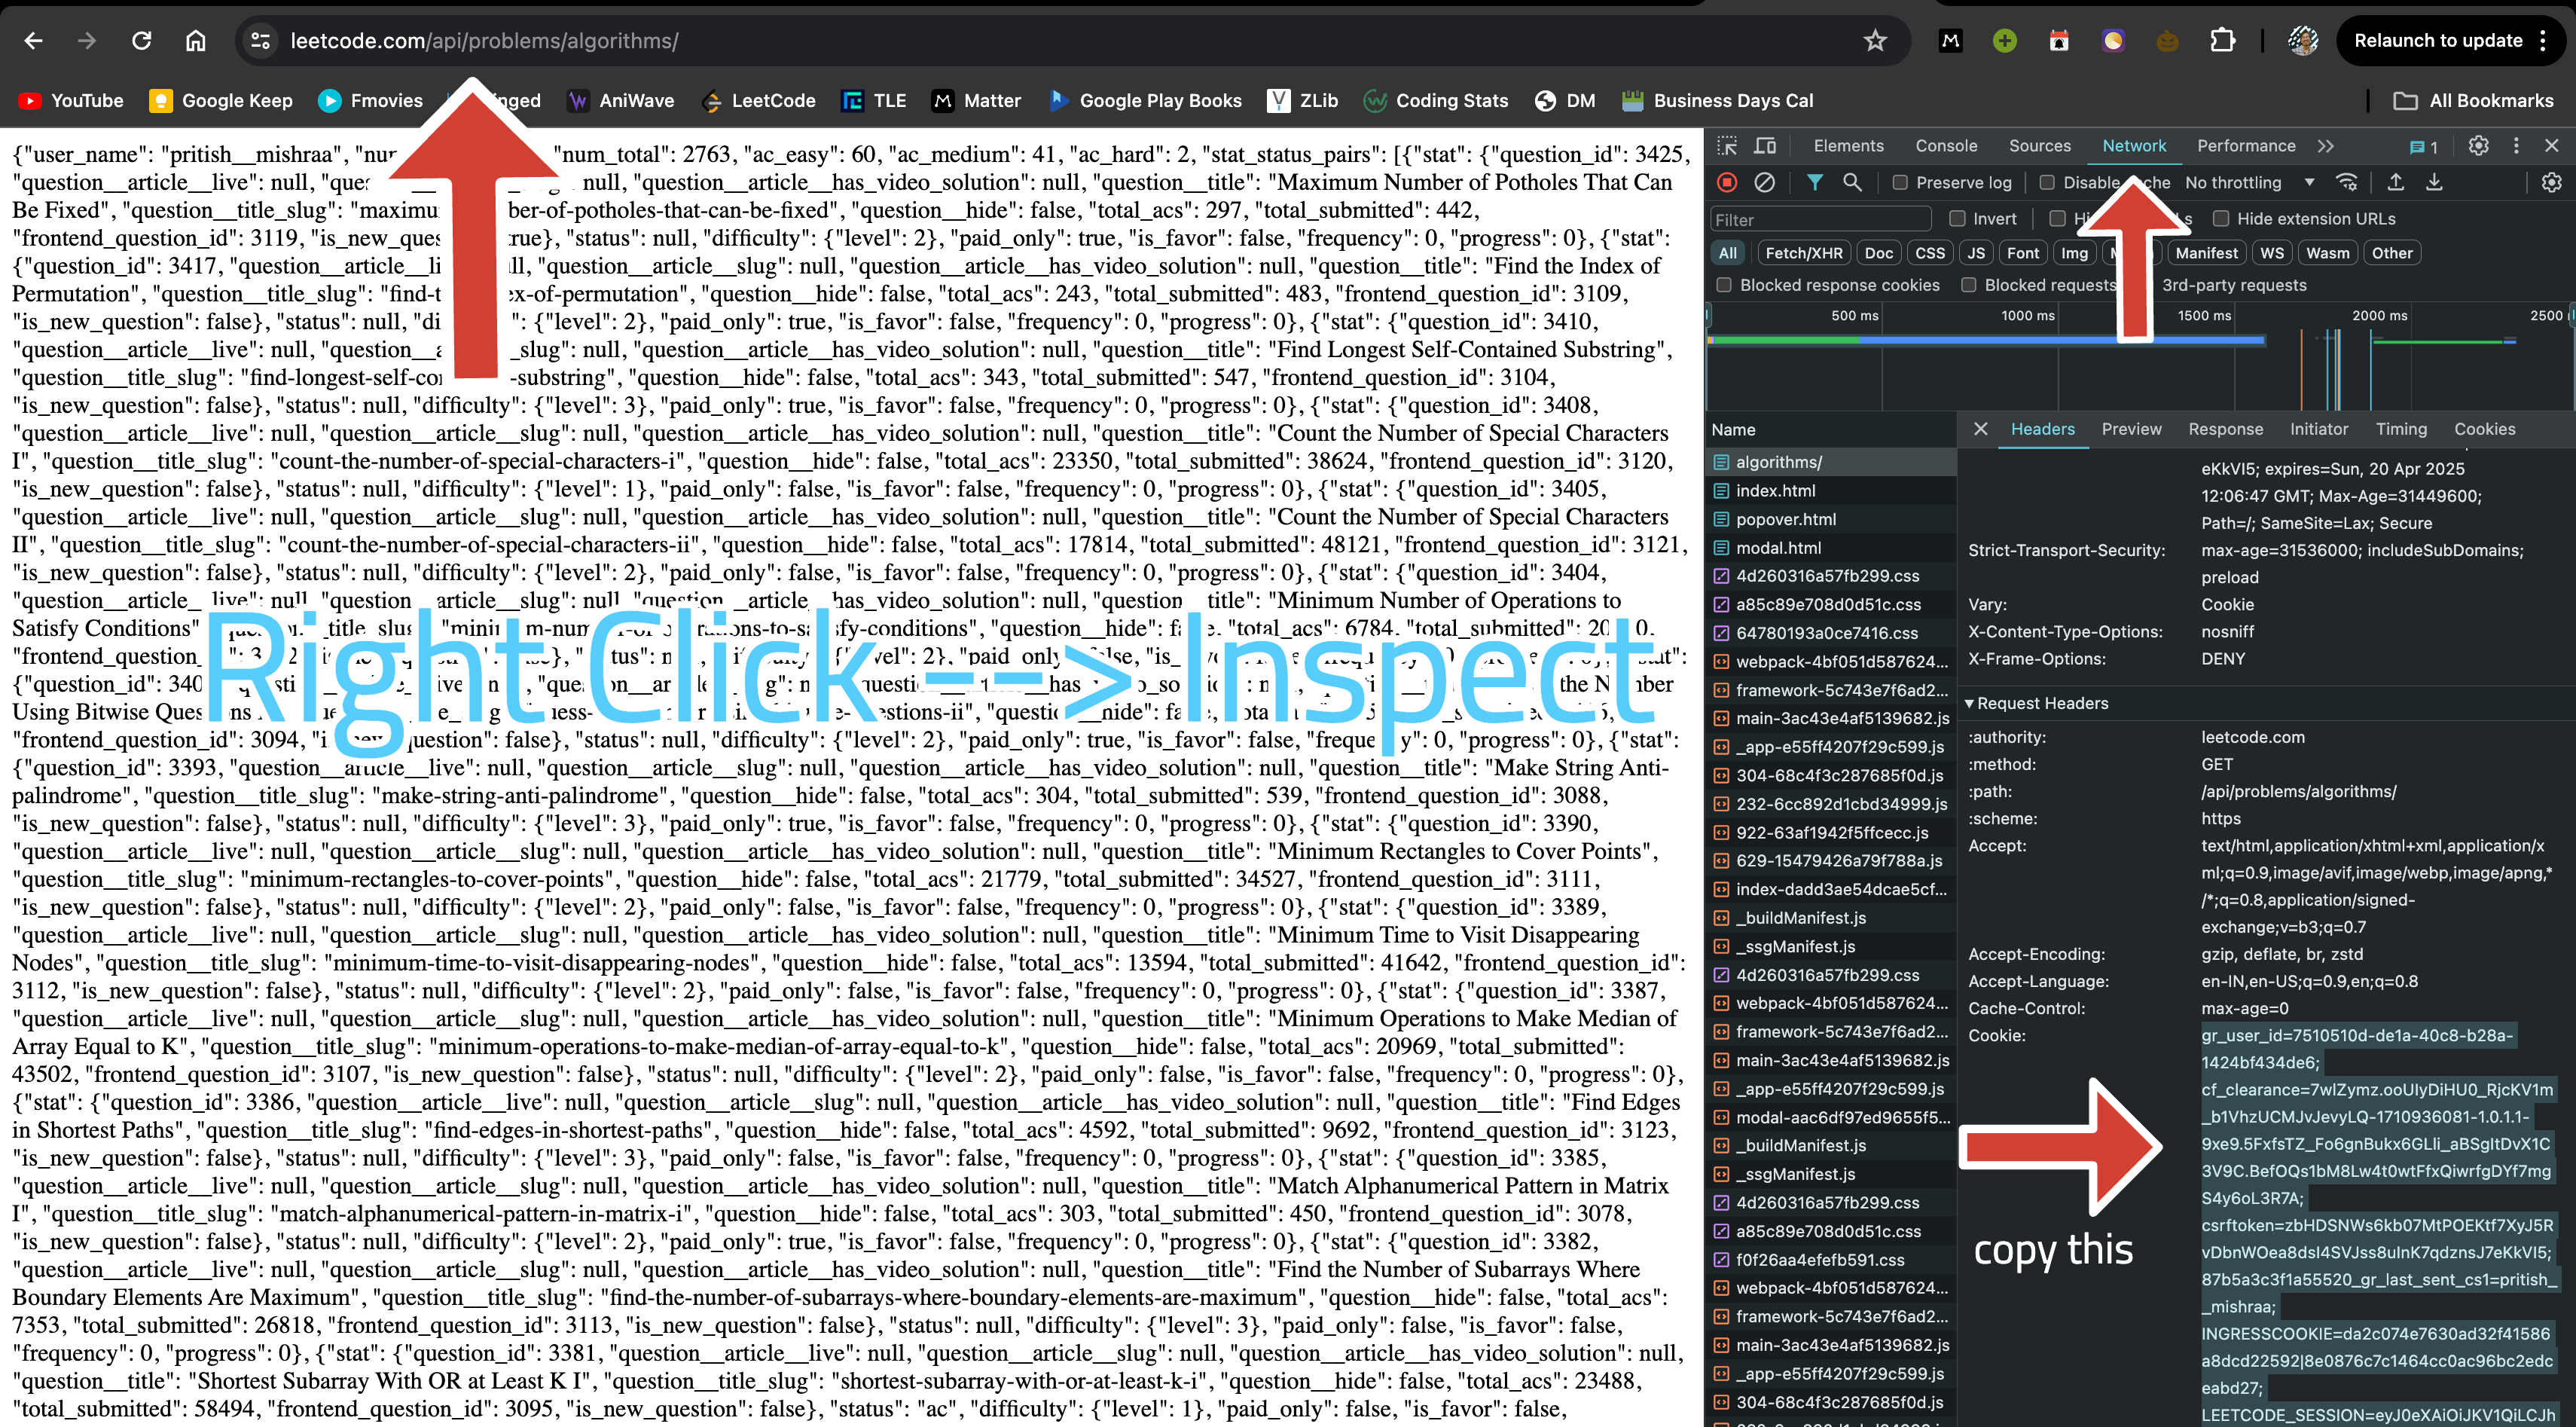 leetcode.com/api/problems/algorithms/
Relaunch to update
YouTube Google Keep Fmovies nged AniWave LeetCode TLE Matter Google Play Books ZLib Coding Stats DM Business Days Cal All Bookmarks
{"user_name": "pritish__mishraa", "num_total": 2763, "ac_easy": 60, "ac_medium": 41, "ac_hard": 2, "stat_status_pairs": [{"stat": {"question_id": 3425,
"question__article__live": null, null, "question__article__has_video_solution": null, "question__title": "Maximum Number of Potholes That Can
Be Fixed", "question__title_slug": "maximum-number-of-potholes-that-can-be-fixed", "question__hide": false, "total_acs": 297, "total_submitted": 442,
"frontend_question_id": 3119, "is_new_question": true}, "status": null, "difficulty": {"level": 2}, "paid_only": true, "is_favor": false, "frequency": 0, "progress": 0}, {"stat":
{"question_id": 3417, "question__article__live": null, "question__article__slug": null, "question__article__has_video_solution": null, "question__title": "Find the Index of
Permutation", "question__title_slug": "find-the-index-of-permutation", "question__hide": false, "total_acs": 243, "total_submitted": 483, "frontend_question_id": 3109,
"is_new_question": false}, "status": null, "difficulty": {"level": 2}, "paid_only": true, "is_favor": false, "frequency": 0, "progress": 0}, {"stat": {"question_id": 3410,
"question__article__live": null, "question__article__slug": null, "question__article__has_video_solution": null, "question__title": "Find Longest Self-Contained Substring",
"question__title_slug": "find-longest-self-contained-substring", "question__hide": false, "total_acs": 343, "total_submitted": 547, "frontend_question_id": 3104,
"is_new_question": false}, "status": null, "difficulty": {"level": 3}, "paid_only": true, "is_favor": false, "frequency": 0, "progress": 0}, {"stat": {"question_id": 3408,
"question__article__live": null, "question__article__slug": null, "question__article__has_video_solution": null, "question__title": "Count the Number of Special Characters
I", "question__title_slug": "count-the-number-of-special-characters-i", "question__hide": false, "total_acs": 23350, "total_submitted": 38624, "frontend_question_id": 3120,
"is_new_question": false}, "status": null, "difficulty": {"level": 1}, "paid_only": false, "is_favor": false, "frequency": 0, "progress": 0}, {"stat": {"question_id": 3405,
"question__article__live": null, "question__article__slug": null, "question__article__has_video_solution": null, "question__title": "Count the Number of Special Characters
II", "question__title_slug": "count-the-number-of-special-characters-ii", "question__hide": false, "total_acs": 17814, "total_submitted": 48121, "frontend_question_id": 3121,
"is_new_question": false}, "status": null, "difficulty": {"level": 2}, "paid_only": false, "is_favor": false, "frequency": 0, "progress": 0}, {"stat": {"question_id": 3404,
"question__article__live": null, "question__article__slug": null, "question__article__has_video_solution": null, "question__title": "Minimum Number of Operations to
Satisfy Conditions", "question__title_slug": "minimum-number-of-operations-to-satisfy-conditions", "question__hide": false, "total_acs": 6784, "total_submitted":
Right Click --> Inspect
"frontend_question_id": 3094, "is_new_question": false}, "status": null, "difficulty": {"level": 2}, "paid_only": true, "is_favor": false, "frequency": 0, "progress": 0}, {"stat":
{"question_id": 3393, "question__article__live": null, "question__article__slug": null, "question__article__has_video_solution": null, "question__title": "Make String Anti-
palindrome", "question__title_slug": "make-string-anti-palindrome", "question__hide": false, "total_acs": 304, "total_submitted": 539, "frontend_question_id": 3088,
"is_new_question": false}, "status": null, "difficulty": {"level": 3}, "paid_only": true, "is_favor": false, "frequency": 0, "progress": 0}, {"stat": {"question_id": 3390,
"question__article__live": null, "question__article__slug": null, "question__article__has_video_solution": null, "question__title": "Minimum Rectangles to Cover Points",
"question__title_slug": "minimum-rectangles-to-cover-points", "question__hide": false, "total_acs": 21779, "total_submitted": 34527, "frontend_question_id": 3111,
"is_new_question": false}, "status": null, "difficulty": {"level": 2}, "paid_only": false, "is_favor": false, "frequency": 0, "progress": 0}, {"stat": {"question_id": 3389,
"question__article__live": null, "question__article__slug": null, "question__article__has_video_solution": null, "question__title": "Minimum Time to Visit Disappearing
Nodes", "question__title_slug": "minimum-time-to-visit-disappearing-nodes", "question__hide": false, "total_acs": 13594, "total_submitted": 41642, "frontend_question_id":
3112, "is_new_question": false}, "status": null, "difficulty": {"level": 2}, "paid_only": false, "is_favor": false, "frequency": 0, "progress": 0}, {"stat": {"question_id": 3387,
"question__article__live": null, "question__article__slug": null, "question__article__has_video_solution": null, "question__title": "Minimum Operations to Make Median of
Array Equal to K", "question__title_slug": "minimum-operations-to-make-median-of-array-equal-to-k", "question__hide": false, "total_acs": 20969, "total_submitted":
43502, "frontend_question_id": 3107, "is_new_question": false}, "status": null, "difficulty": {"level": 2}, "paid_only": false, "is_favor": false, "frequency": 0, "progress": 0},
{"stat": {"question_id": 3386, "question__article__live": null, "question__article__slug": null, "question__article__has_video_solution": null, "question__title": "Find Edges
in Shortest Paths", "question__title_slug": "find-edges-in-shortest-paths", "question__hide": false, "total_acs": 4592, "total_submitted": 9692, "frontend_question_id": 3123,
"is_new_question": false}, "status": null, "difficulty": {"level": 3}, "paid_only": false, "is_favor": false, "frequency": 0, "progress": 0}, {"stat": {"question_id": 3385,
"question__article__live": null, "question__article__slug": null, "question__article__has_video_solution": null, "question__title": "Match Alphanumerical Pattern in Matrix
I", "question__title_slug": "match-alphanumerical-pattern-in-matrix-i", "question__hide": false, "total_acs": 303, "total_submitted": 450, "frontend_question_id": 3078,
"is_new_question": false}, "status": null, "difficulty": {"level": 2}, "paid_only": true, "is_favor": false, "frequency": 0, "progress": 0}, {"stat": {"question_id": 3382,
"question__article__live": null, "question__article__slug": null, "question__article__has_video_solution": null, "question__title": "Find the Number of Subarrays Where
Boundary Elements Are Maximum", "question__title_slug": "find-the-number-of-subarrays-where-boundary-elements-are-maximum", "question__hide": false, "total_acs":
7353, "total_submitted": 26818, "frontend_question_id": 3113, "is_new_question": false}, "status": null, "difficulty": {"level": 3}, "paid_only": false, "is_favor": false,
"frequency": 0, "progress": 0}, {"stat": {"question_id": 3381, "question__article__live": null, "question__article__slug": null, "question__article__has_video_solution": null,
"question__title": "Shortest Subarray With OR at Least K I", "question__title_slug": "shortest-subarray-with-or-at-least-k-i", "question__hide": false, "total_acs": 23488,
"total_submitted": 58494, "frontend_question_id": 3095, "is_new_question": false}, "status": "ac", "difficulty": {"level": 1}, "paid_only": false, "is_favor": false,
Elements Console Sources Network Performance 1
Preserve log Disable cache No throttling
Filter Invert Hide extension URLs
All Fetch/XHR Doc CSS JS Font Img Manifest WS Wasm Other
Blocked response cookies Blocked requests 3rd-party requests
500 ms 1000 ms 1500 ms 2000 ms 2500
Name
algorithms/
index.html
popover.html
modal.html
4d260316a57fb299.css
a85c89e708d0d51c.css
64780193a0ce7416.css
webpack-4bf051d587624...
framework-5c743e7f6ad2...
main-3ac43e4af5139682.js
_app-e55ff4207f29c599.js
304-68c4f3c287685f0d.js
232-6cc892d1cbd34999.js
922-63af1942f5ffcecc.js
629-15479426a79f788a.js
index-dadd3ae54dcae5cf...
_buildManifest.js
_ssgManifest.js
4d260316a57fb299.css
webpack-4bf051d587624...
framework-5c743e7f6ad2...
main-3ac43e4af5139682.js
_app-e55ff4207f29c599.js
modal-aac6df97ed9655f5...
_buildManifest.js
_ssgManifest.js
4d260316a57fb299.css
a85c89e708d0d51c.css
f0f26aa4efefb591.css
webpack-4bf051d587624...
framework-5c743e7f6ad2...
main-3ac43e4af5139682.js
_app-e55ff4207f29c599.js
304-68c4f3c287685f0d.js
Headers Preview Response Initiator Timing Cookies
eKkVI5; expires=Sun, 20 Apr 2025
12:06:47 GMT; Max-Age=31449600;
Path=/; SameSite=Lax; Secure
Strict-Transport-Security: max-age=31536000; includeSubDomains;
preload
Vary: Cookie
X-Content-Type-Options: nosniff
X-Frame-Options: DENY
Request Headers
:authority: leetcode.com
:method: GET
:path: /api/problems/algorithms/
:scheme: https
Accept: text/html,application/xhtml+xml,application/x
ml;q=0.9,image/avif,image/webp,image/apng,*
/*;q=0.8,application/signed-
exchange;v=b3;q=0.7
Accept-Encoding: gzip, deflate, br, zstd
Accept-Language: en-IN,en-US;q=0.9,en;q=0.8
Cache-Control: max-age=0
Cookie: gr_user_id=7510510d-de1a-40c8-b28a-
1424bf434de6;
cf_clearance=7wlZymz.ooUIyDiHU0_RjcKV1m
_b1VhzUCMJvJevyLQ-1710936081-1.0.1.1-
9xe9.5FxfsTZ_Fo6gnBukx6GLli_aBSgltDvX1C
3V9C.BefOQs1bM8Lw4t0wtFfxQiwrfgDYf7mg
S4y6oL3R7A;
csrftoken=zbHDSNWs6kb07MtPOEKtf7XyJ5R
vDbnWOea8dsI4SVJss8uInK7qdznsJ7eKkVI5;
87b5a3c3f1a55520_gr_last_sent_cs1=pritish_
_mishraa;
INGRESSCOOKIE=da2c074e7630ad32f41586
a8dcd22592|8e0876c7c1464cc0ac96bc2edc
eabd27;
LEETCODE_SESSION=eyJ0eXAiOiJKV1QiLCJh
copy this